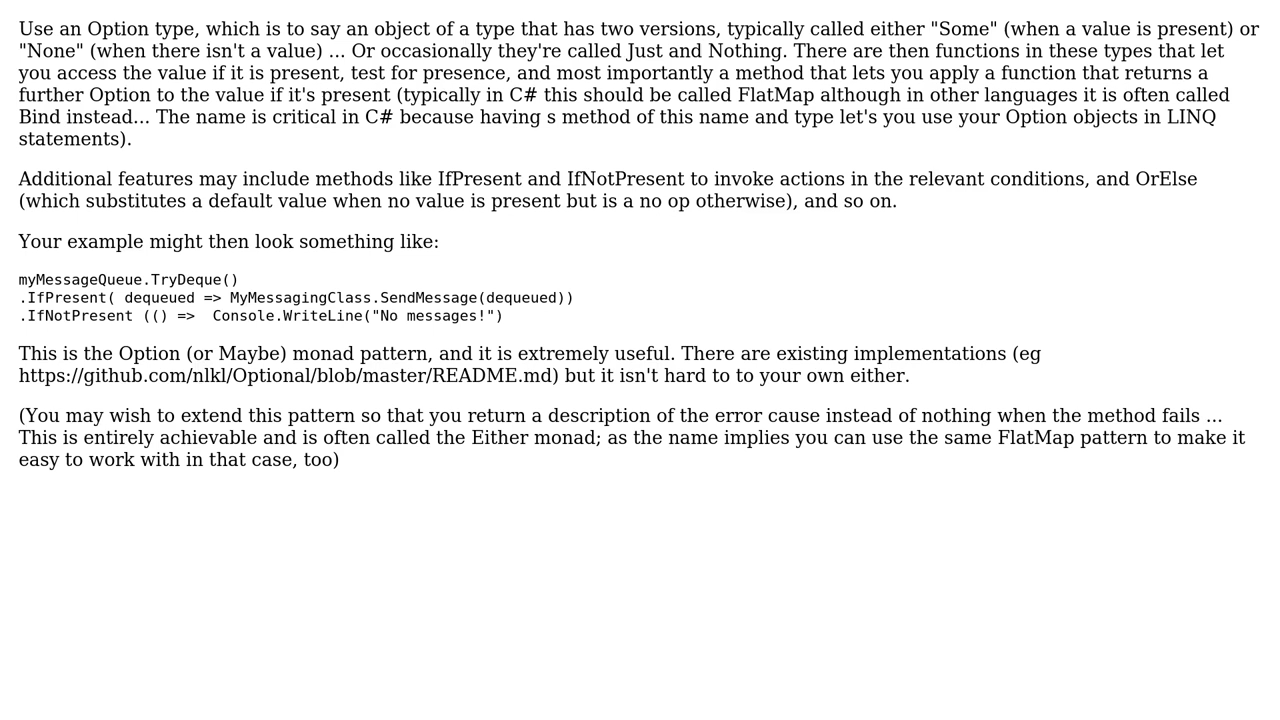 Use an Option type, which is to say an object of a type that has two versions, typically called either "Some" (when a value is present) or
"None" (when there isn't a value) ... Or occasionally they're called Just and Nothing. There are then functions in these types that let
you access the value if it is present, test for presence, and most importantly a method that lets you apply a function that returns a
further Option to the value if it's present (typically in C# this should be called FlatMap although in other languages it is often called
Bind instead... The name is critical in C# because having s method of this name and type let's you use your Option objects in LINQ
statements).
Additional features may include methods like IfPresent and IfNotPresent to invoke actions in the relevant conditions, and OrElse
(which substitutes a default value when no value is present but is a no op otherwise), and so on.
Your example might then look something like:
myMessageQueue.TryDeque()
.IfPresent( dequeued => MyMessagingClass.SendMessage(dequeued))
.IfNotPresent (() =>  Console.WriteLine("No messages!")
This is the Option (or Maybe) monad pattern, and it is extremely useful. There are existing implementations (eg
https://github.com/nlkl/Optional/blob/master/README.md) but it isn't hard to to your own either.
(You may wish to extend this pattern so that you return a description of the error cause instead of nothing when the method fails ...
This is entirely achievable and is often called the Either monad; as the name implies you can use the same FlatMap pattern to make it
easy to work with in that case, too)